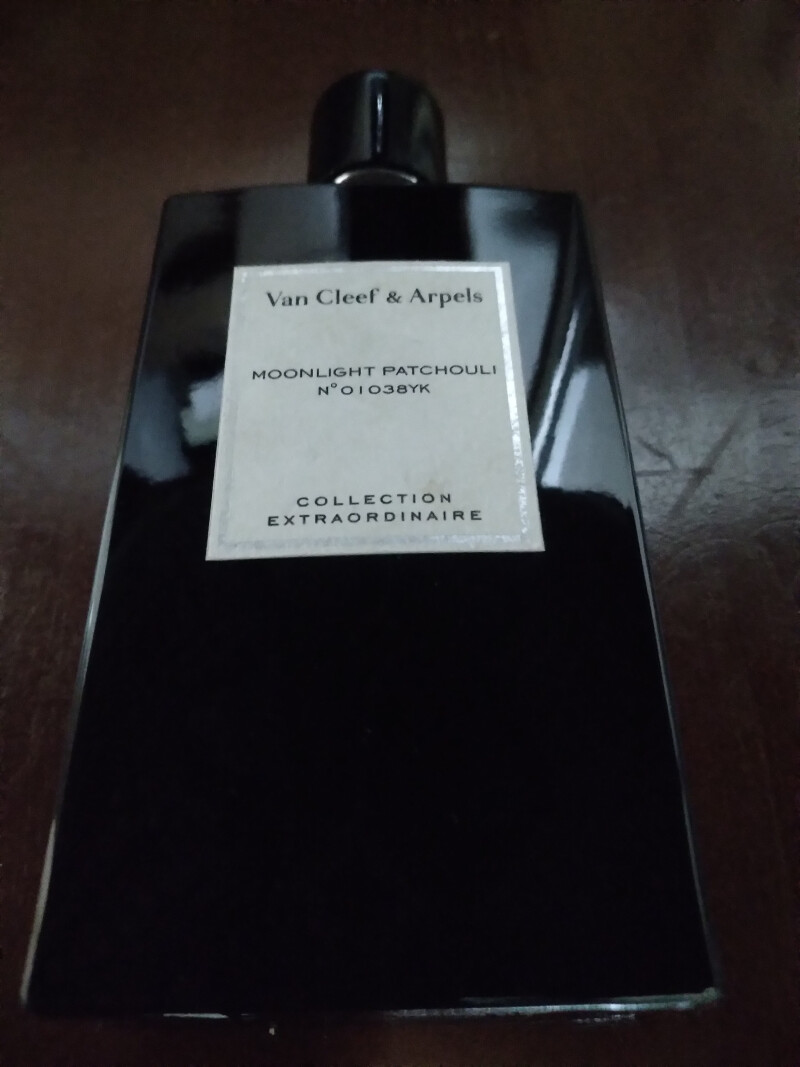 Van Cleef & Arpels
MOONLIGHT PATCHOULI
N°01038YK
COLLECTION
EXTRAORDINAIRE